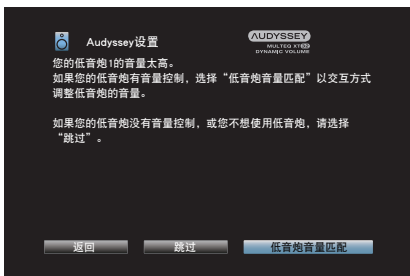 Audyssey设置
AUDYSSEY
MULTEQ XT32
DYNAMIC VOLUME
您的低音炮1的音量太高。
如果您的低音炮有音量控制，选择“低音炮音量匹配”以交互方式
调整低音炮的音量。
如果您的低音炮没有音量控制，或您不想使用低音炮，请选择
“跳过”。
返回
跳过
低音炮音量匹配